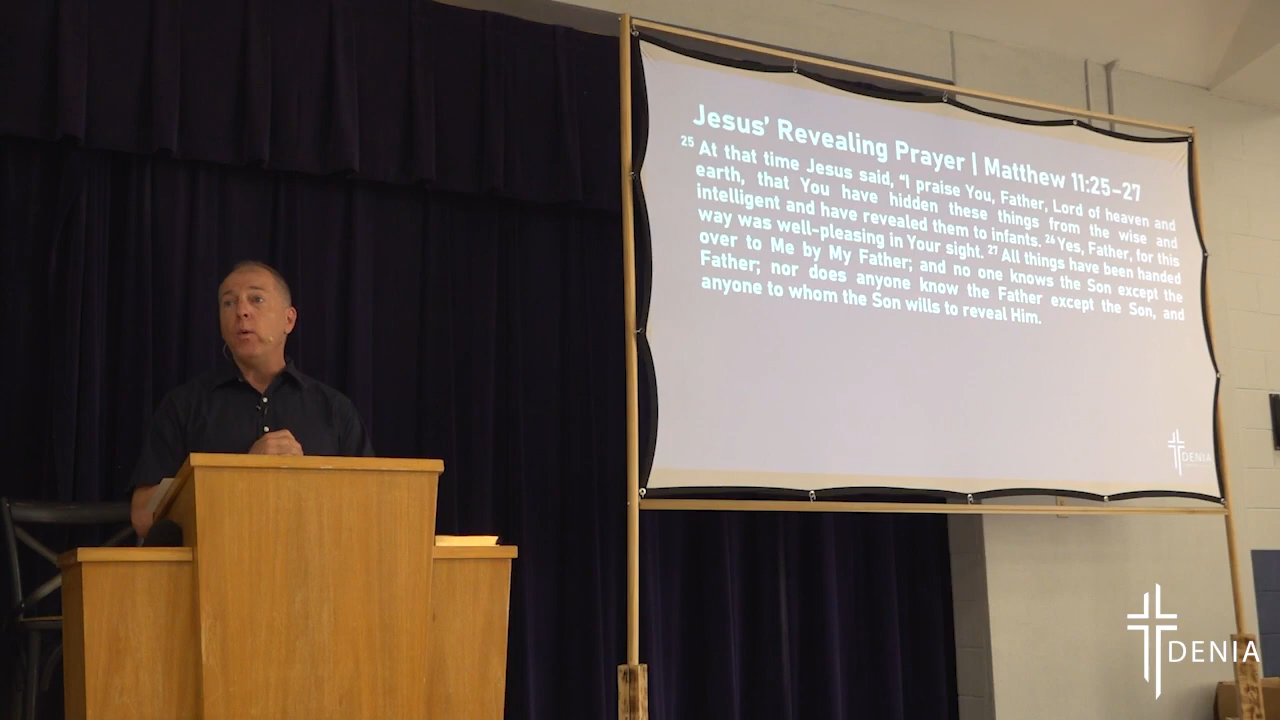 Jesus' Revealing Prayer | Matthew 11:25-27
25 At that time Jesus said, "I praise You, Father, Lord of heaven and
earth, that You have hidden these things from the wise and
intelligent and have revealed them to infants. 26 Yes, Father, for this
way was well-pleasing in Your sight. 27 All things have been handed
over to Me by My Father; and no one knows the Son except the
Father; nor does anyone know the Father except the Son, and
anyone to whom the Son wills to reveal Him.
DENIA
DENIA